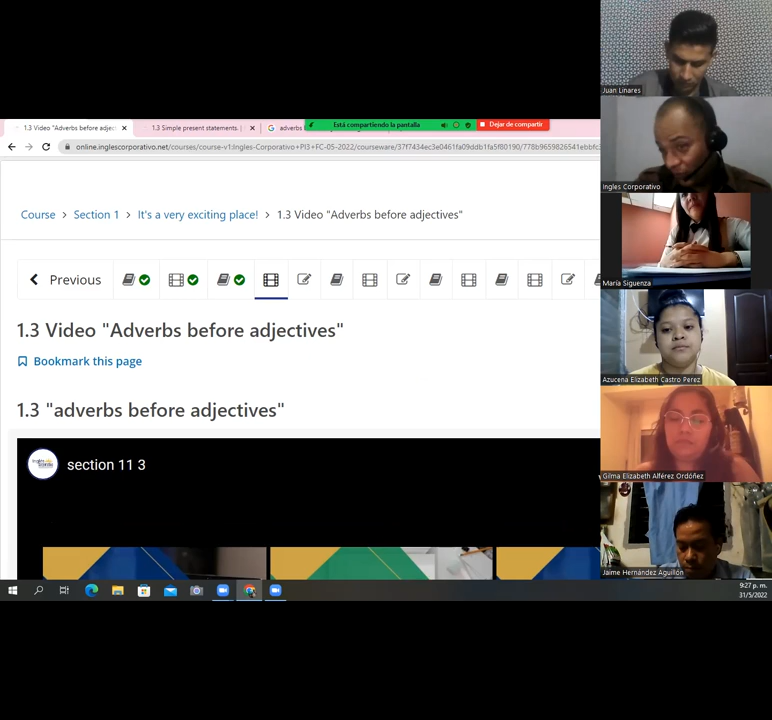 1.3 Video "Adverbs before adjec
1.3 Simple present statements. |
adverbs
Está compartiendo la pantalla
Dejar de compartir
online.inglescorporativo.net/courses/course-v1:Ingles-Corporativo+PI3+FC-05-2022/courseware/37f7434ec3e0461fa09ddb1fa5f80190/778b9659826541ebbfc
Course > Section 1 > It's a very exciting place! > 1.3 Video "Adverbs before adjectives"
Previous
1.3 Video "Adverbs before adjectives"
Bookmark this page
1.3 "adverbs before adjectives"
section 11 3
Juan Linares
Ingles Corporativo
María Siguenza
Azucena Elizabeth Castro Perez
Gilma Elizabeth Alférez Ordóñez
Jaime Hernández Aguillón
9:27 p. m.
31/5/2022